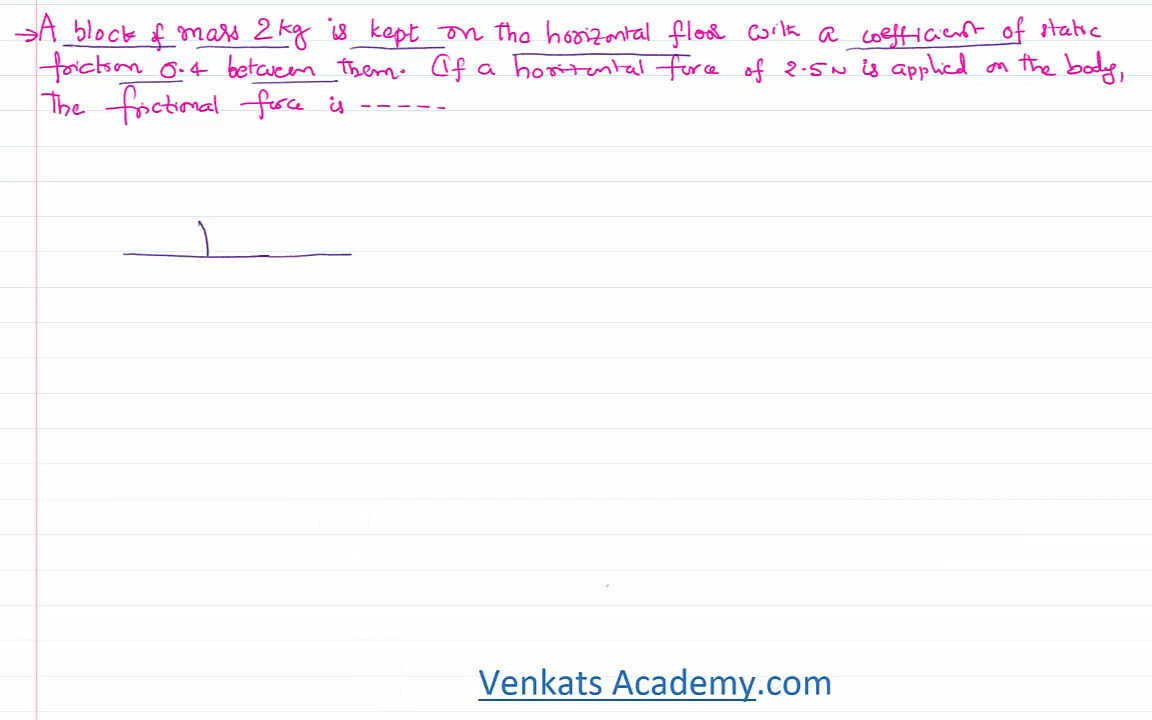 →A block of mass 2kg is kept on the horizontal floor with a coefficient of static
friction 0.4 between them. If a horizontal force of 2.5N is applied on the body,
The frictional force is -----
Venkats Academy.com